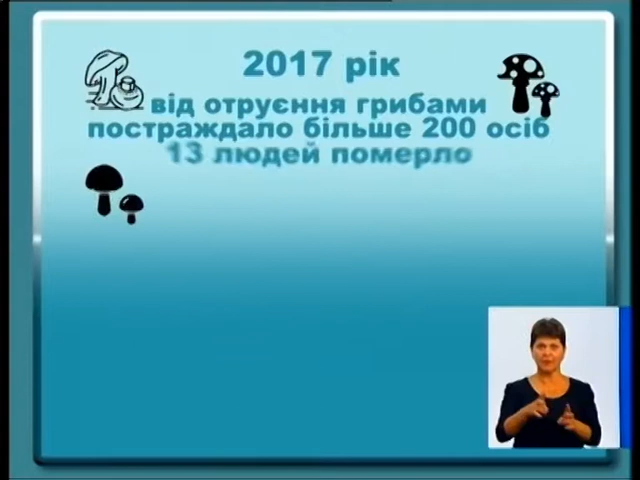 2017 рік
від отруєння грибами
постраждало більше 200 осіб
13 людей померло